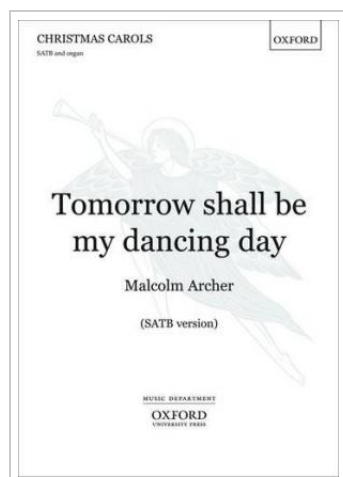 CHRISTMAS CAROLS
OXFORD
SATB and organ
Tomorrow shall be
my dancing day
Malcolm Archer
(SATB version)
MUSIC DEPARTMENT
OXFORD
UNIVERSITY PRESS